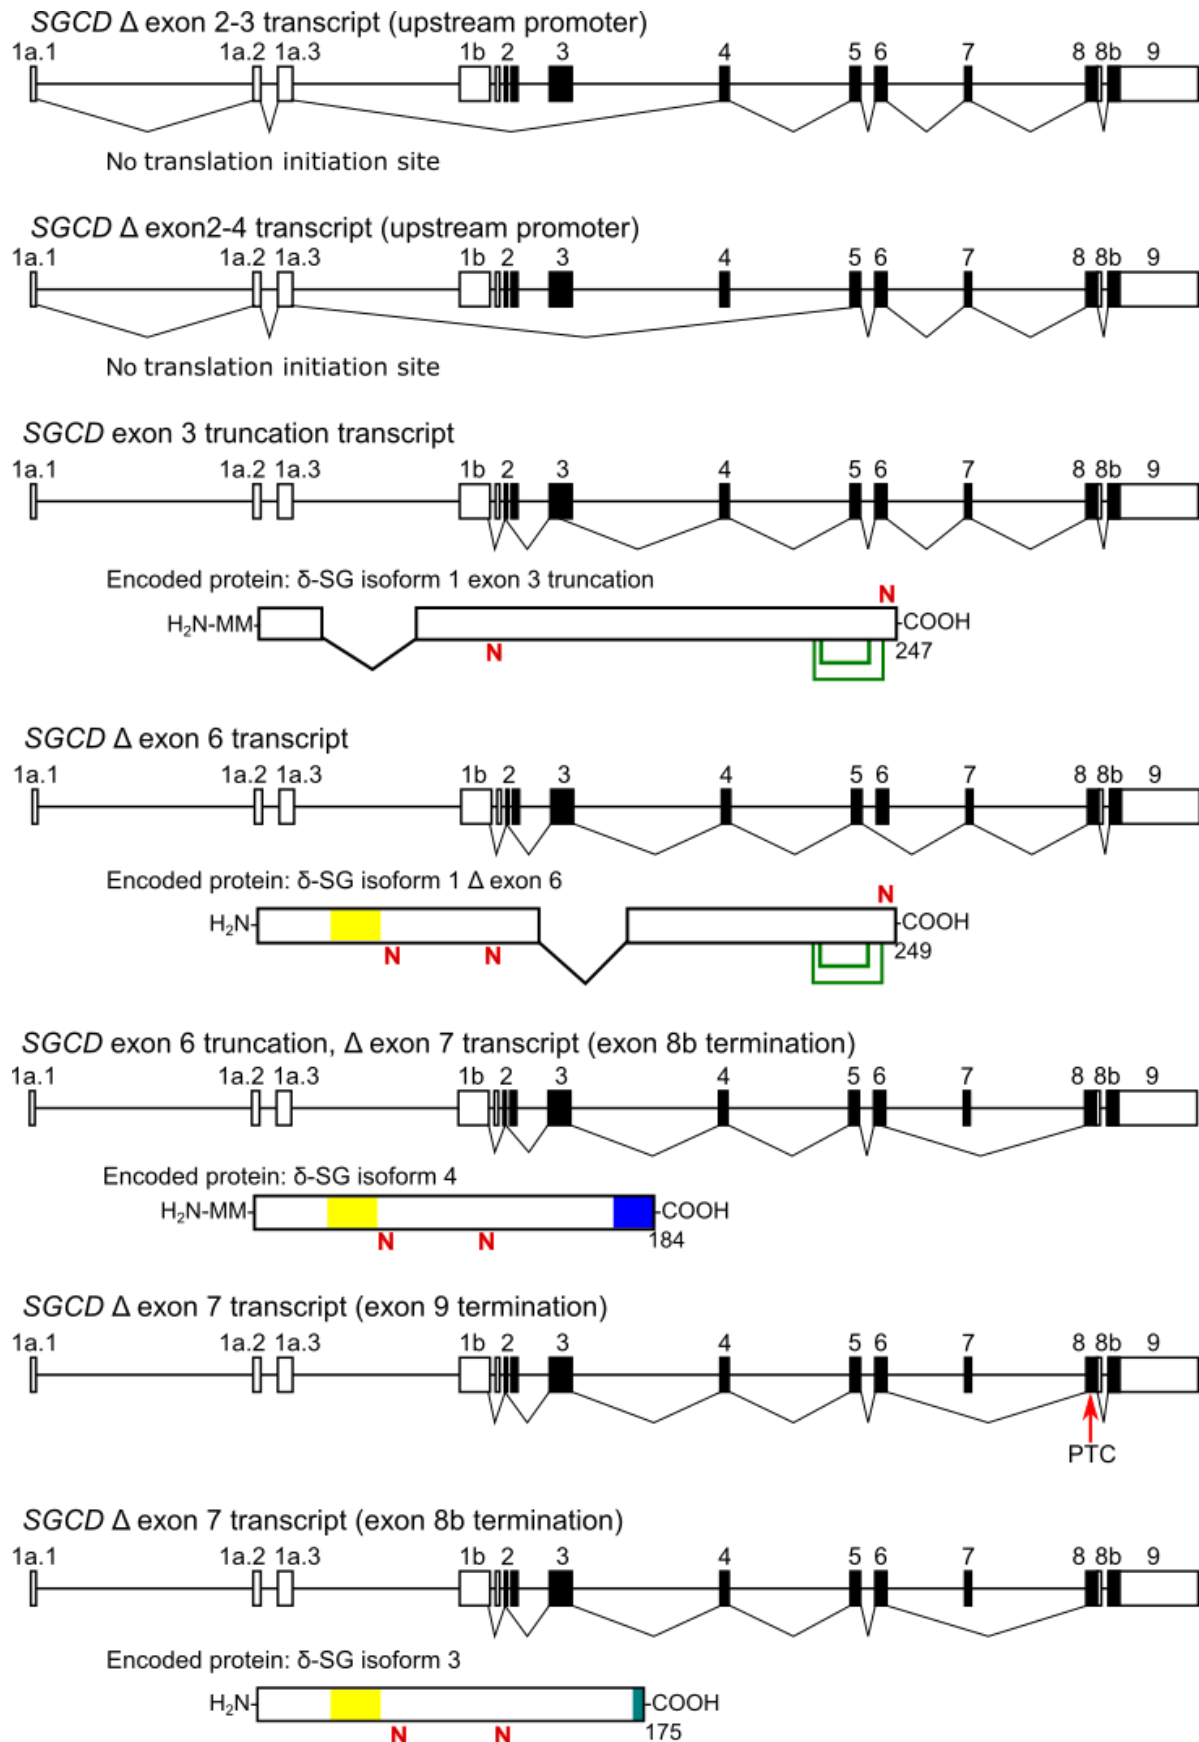 SGCD Δ exon 2-3 transcript (upstream promoter)
1a.1 1a.2 1a.3 1b 2 3 4 5 6 7 8 8b 9
No translation initiation site
SGCD Δ exon2-4 transcript (upstream promoter)
1a.1 1a.2 1a.3 1b 2 3 4 5 6 7 8 8b 9
No translation initiation site
SGCD exon 3 truncation transcript
1a.1 1a.2 1a.3 1b 2 3 4 5 6 7 8 8b 9
Encoded protein: δ-SG isoform 1 exon 3 truncation
N
H₂N-MM- -COOH
N 247
SGCD Δ exon 6 transcript
1a.1 1a.2 1a.3 1b 2 3 4 5 6 7 8 8b 9
Encoded protein: δ-SG isoform 1 Δ exon 6
N
H₂N- -COOH
N N 249
SGCD exon 6 truncation, Δ exon 7 transcript (exon 8b termination)
1a.1 1a.2 1a.3 1b 2 3 4 5 6 7 8 8b 9
Encoded protein: δ-SG isoform 4
H₂N-MM- -COOH
N N 184
SGCD Δ exon 7 transcript (exon 9 termination)
1a.1 1a.2 1a.3 1b 2 3 4 5 6 7 8 8b 9
PTC
SGCD Δ exon 7 transcript (exon 8b termination)
1a.1 1a.2 1a.3 1b 2 3 4 5 6 7 8 8b 9
Encoded protein: δ-SG isoform 3
H₂N- -COOH
N N 175